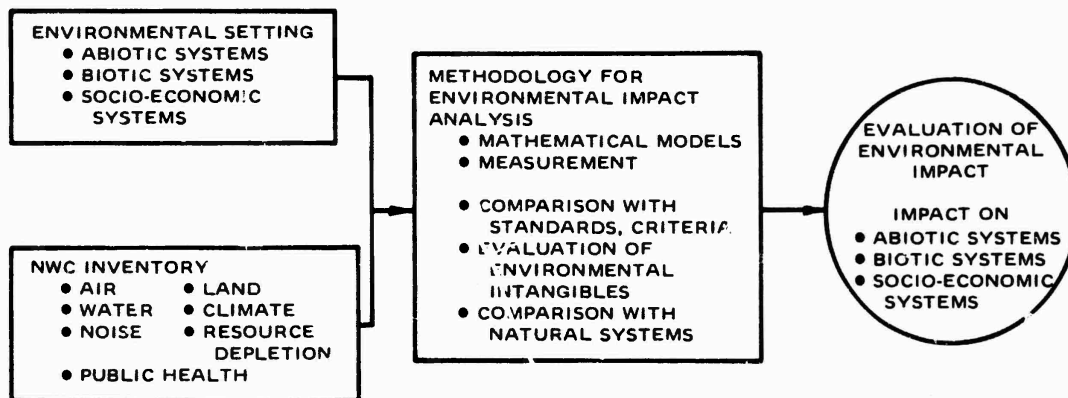 ENVIRONMENTAL SETTING
● ABIOTIC SYSTEMS
● BIOTIC SYSTEMS
● SOCIO-ECONOMIC
SYSTEMS
NWC INVENTORY
● AIR ● LAND
● WATER ● CLIMATE
● NOISE ● RESOURCE
DEPLETION
● PUBLIC HEALTH
METHODOLOGY FOR
ENVIRONMENTAL IMPACT
ANALYSIS
● MATHEMATICAL MODELS
● MEASUREMENT
● COMPARISON WITH
STANDARDS, CRITERIA
● EVALUATION OF
ENVIRONMENTAL
INTANGIBLES
● COMPARISON WITH
NATURAL SYSTEMS
EVALUATION OF
ENVIRONMENTAL
IMPACT
IMPACT ON
● ABIOTIC SYSTEMS
● BIOTIC SYSTEMS
● SOCIO-ECONOMIC
SYSTEMS